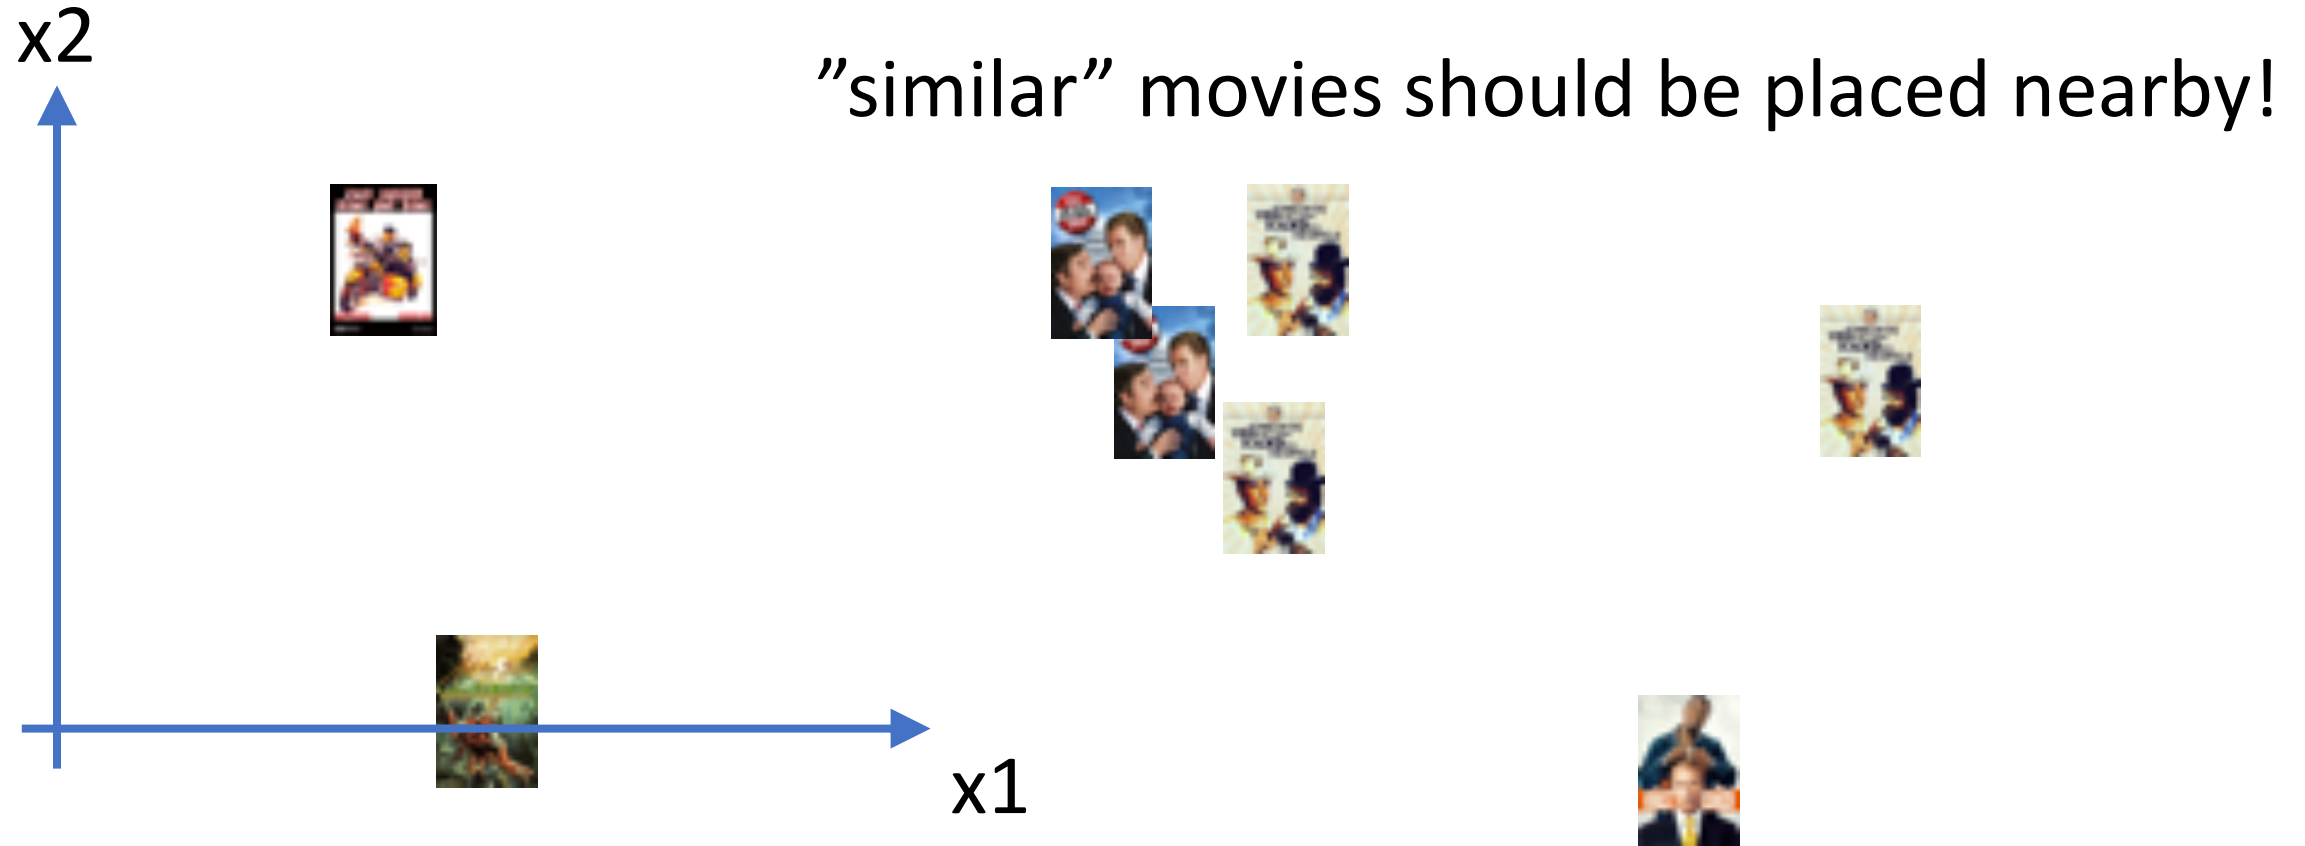 x2
”similar” movies should be placed nearby!
x1